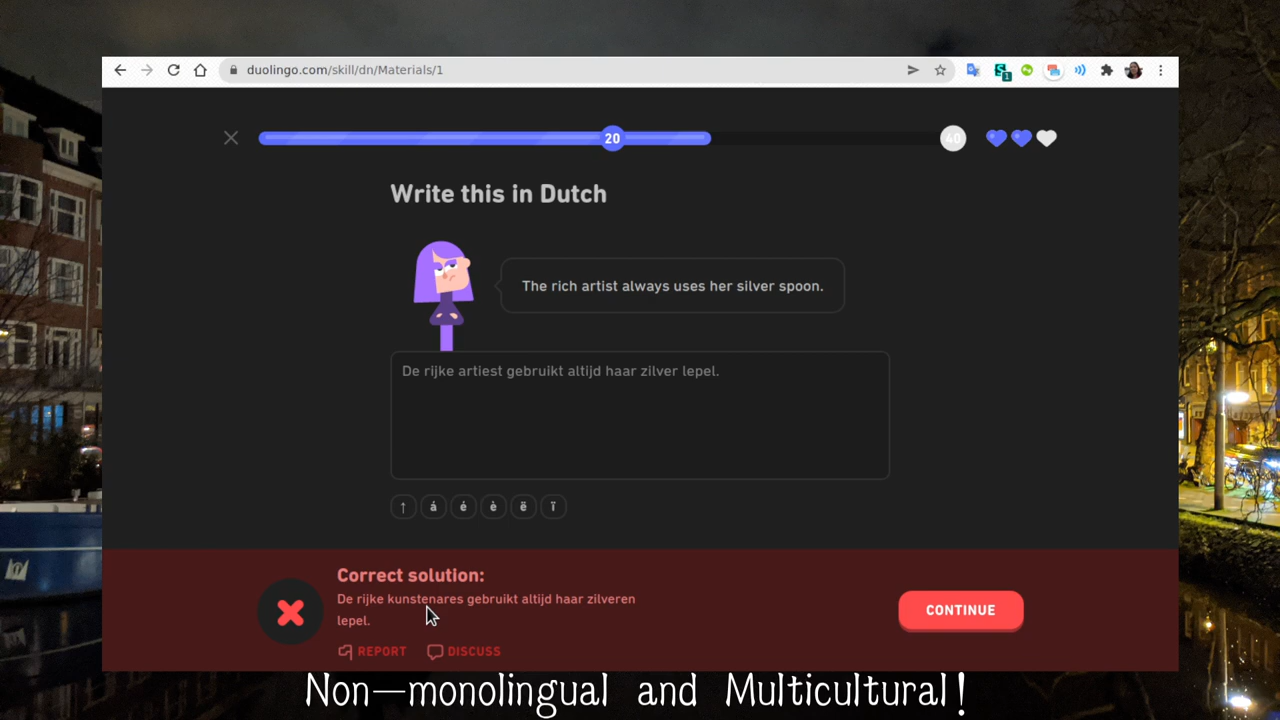 duolingo.com/skill/dn/Materials/1
20
40
Write this in Dutch
The rich artist always uses her silver spoon.
De rijke artiest gebruikt altijd haar zilver lepel.
↑ á é è ë ï
Correct solution:
De rijke kunstenares gebruikt altijd haar zilveren
lepel.
REPORT DISCUSS
CONTINUE
Non-monolingual and Multicultural!